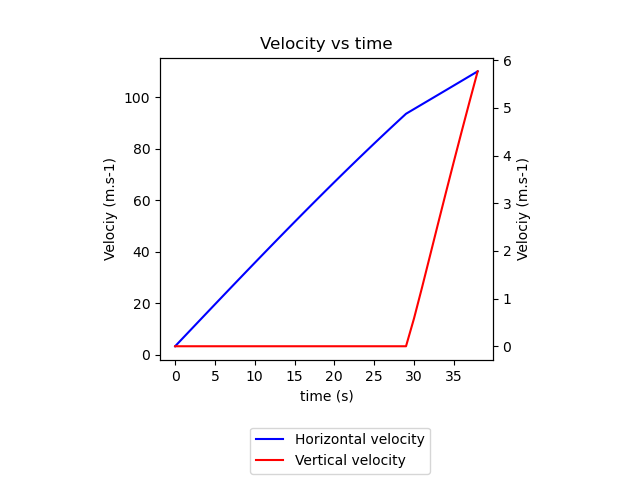 Velocity vs time
Velociy (m.s-1)
100
80
60
40
20
0
6
5
4
3
2
1
0
Velociy (m.s-1)
0 5 10 15 20 25 30 35
time (s)
Horizontal velocity
Vertical velocity